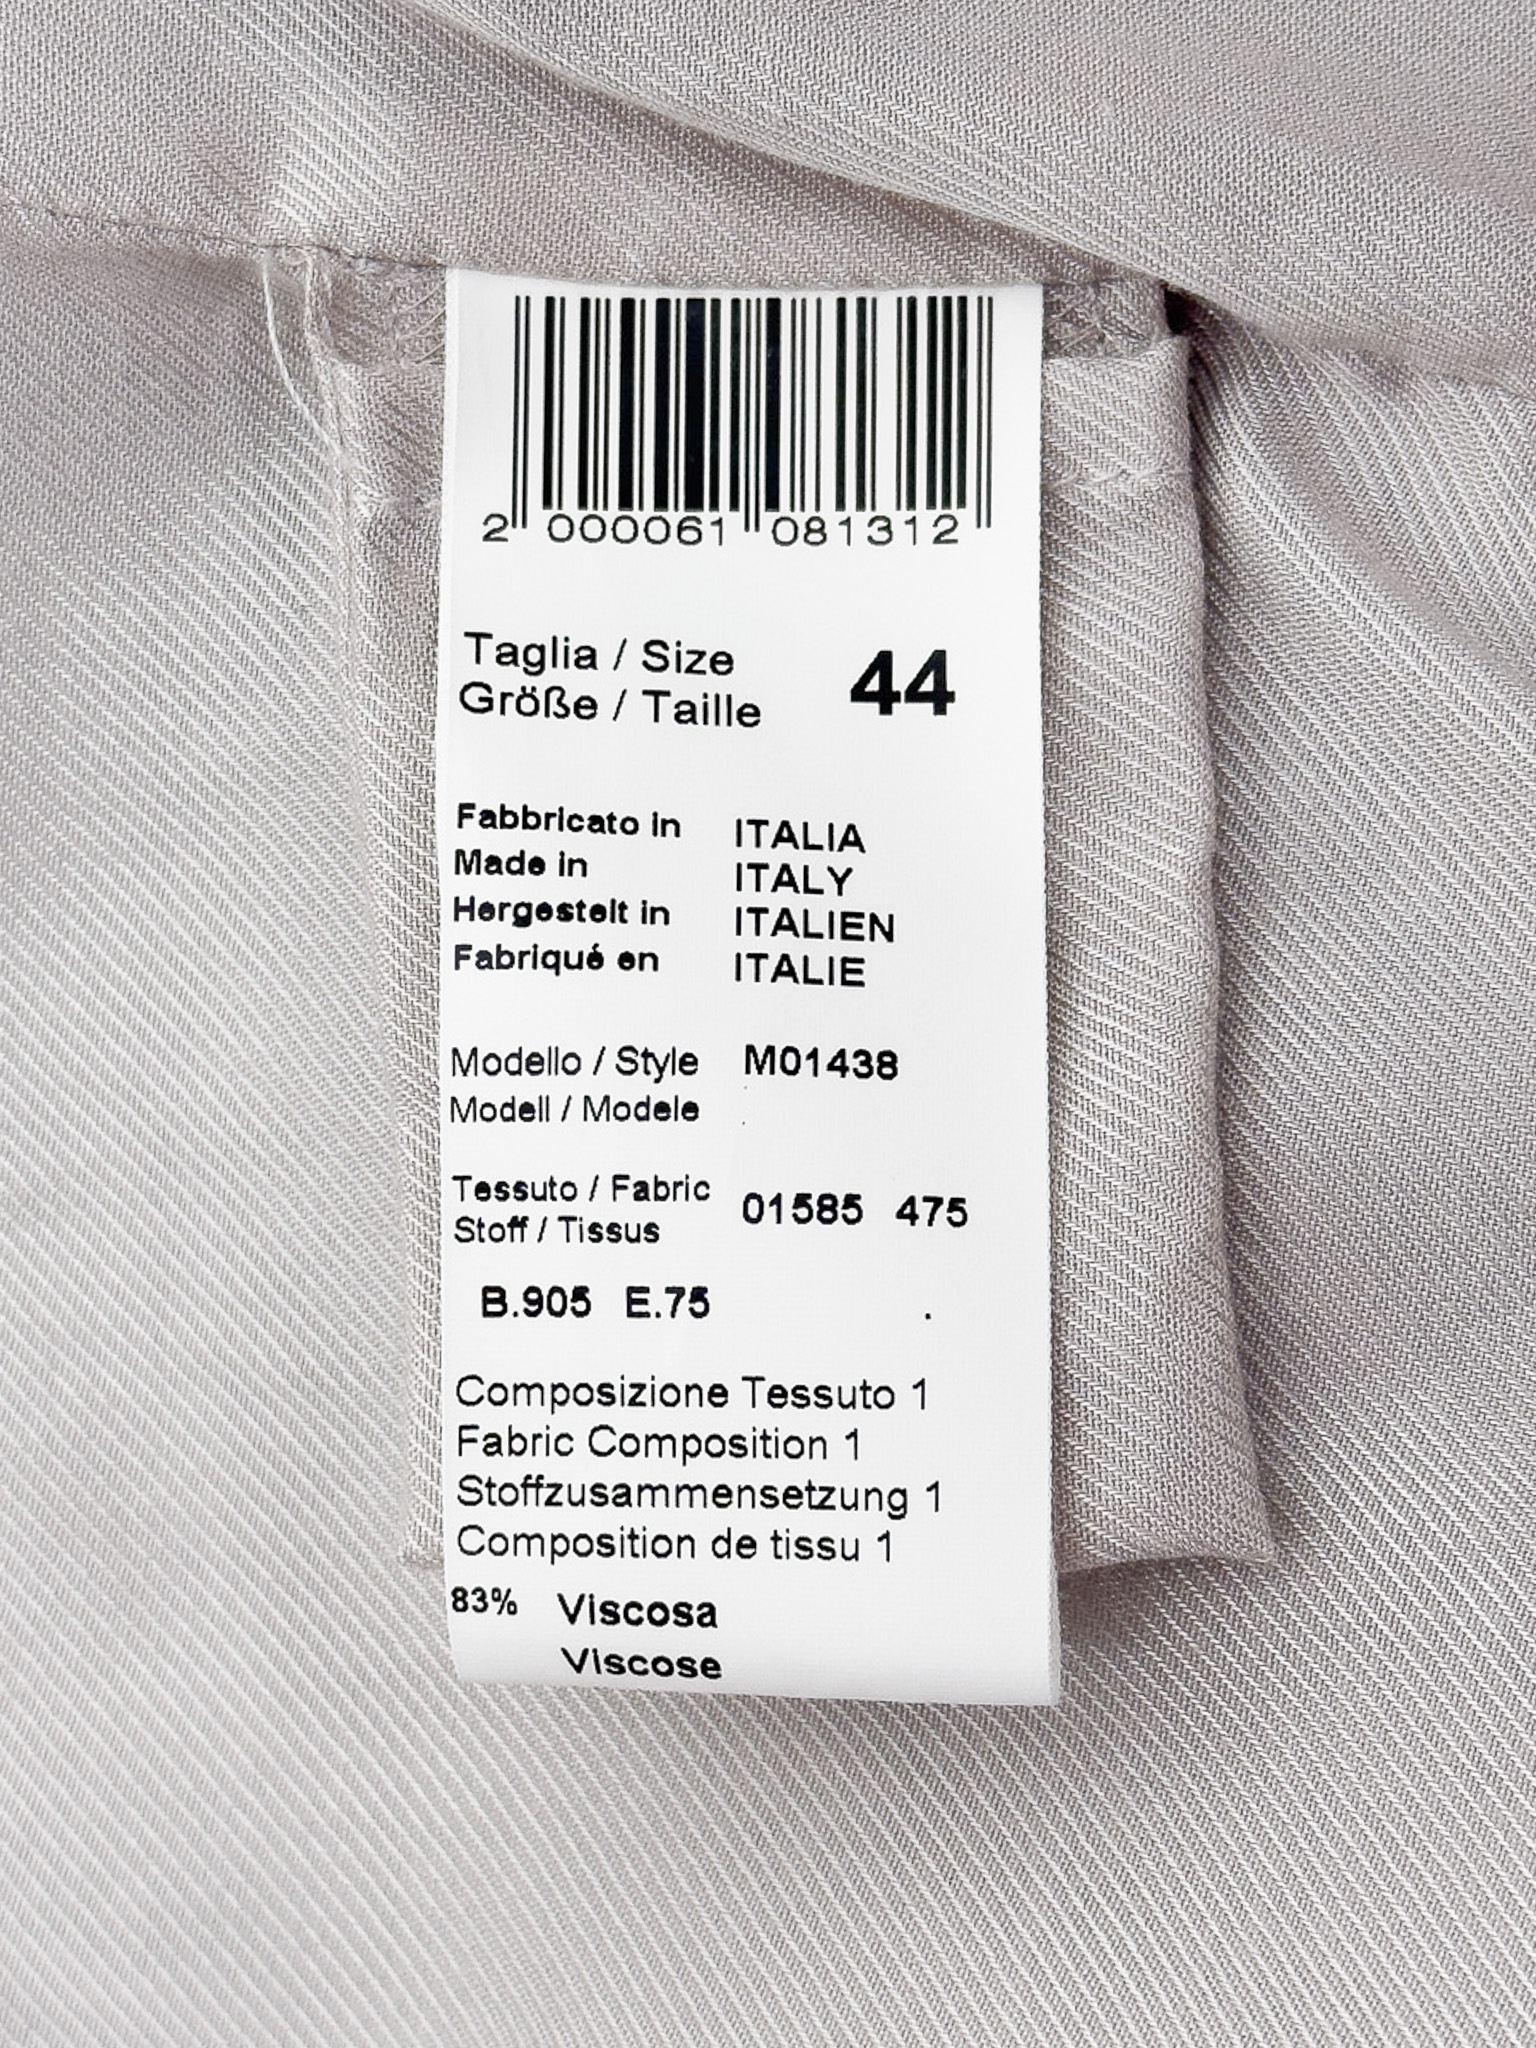 2 000061 081312
Taglia / Size 44
Größe / Taille
Fabbricato in ITALIA
Made in ITALY
Hergestelt in ITALIEN
Fabriqué en ITALIE
Modello / Style M01438
Modell / Modele
Tessuto / Fabric 01585 475
Stoff / Tissus
B.905 E.75 .
Composizione Tessuto 1
Fabric Composition 1
Stoffzusammensetzung 1
Composition de tissu 1
83% Viscosa
Viscose